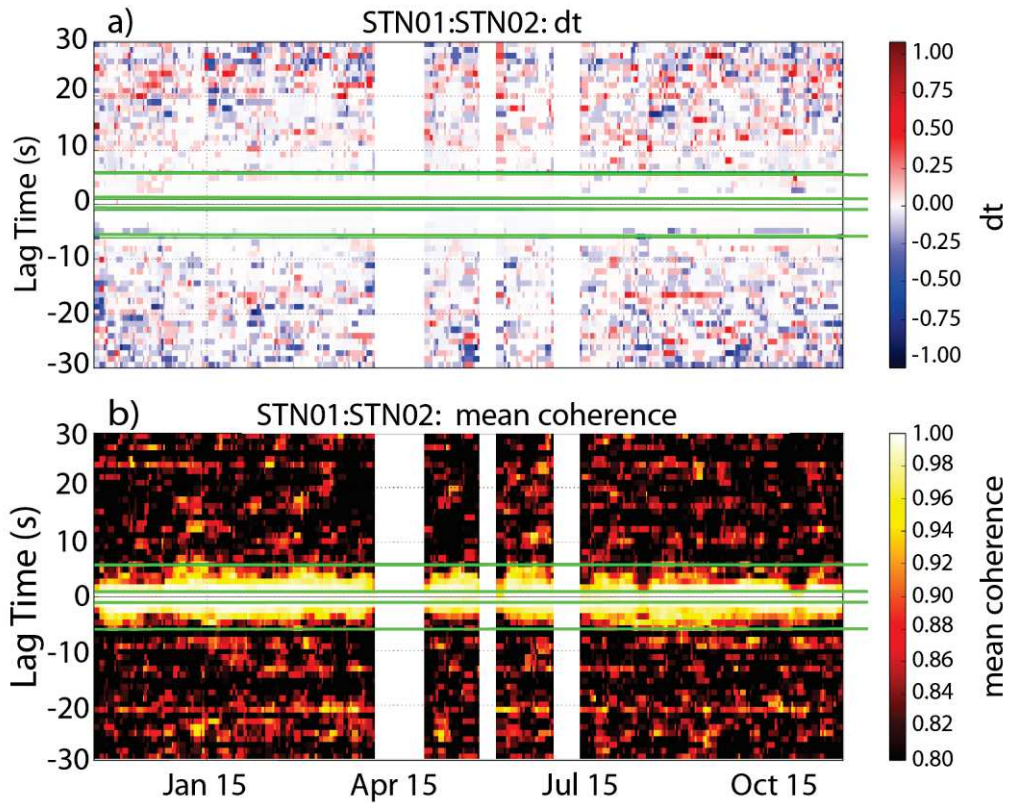 a)
STN01:STN02: dt
30
20
10
0
-10
-20
-30
Lag Time (s)
1.00
0.75
0.50
0.25
0.00
-0.25
-0.50
-0.75
-1.00
dt
b)
STN01:STN02: mean coherence
30
20
10
0
-10
-20
-30
Lag Time (s)
1.00
0.98
0.96
0.94
0.92
0.90
0.88
0.86
0.84
0.82
0.80
mean coherence
Jan 15
Apr 15
Jul 15
Oct 15